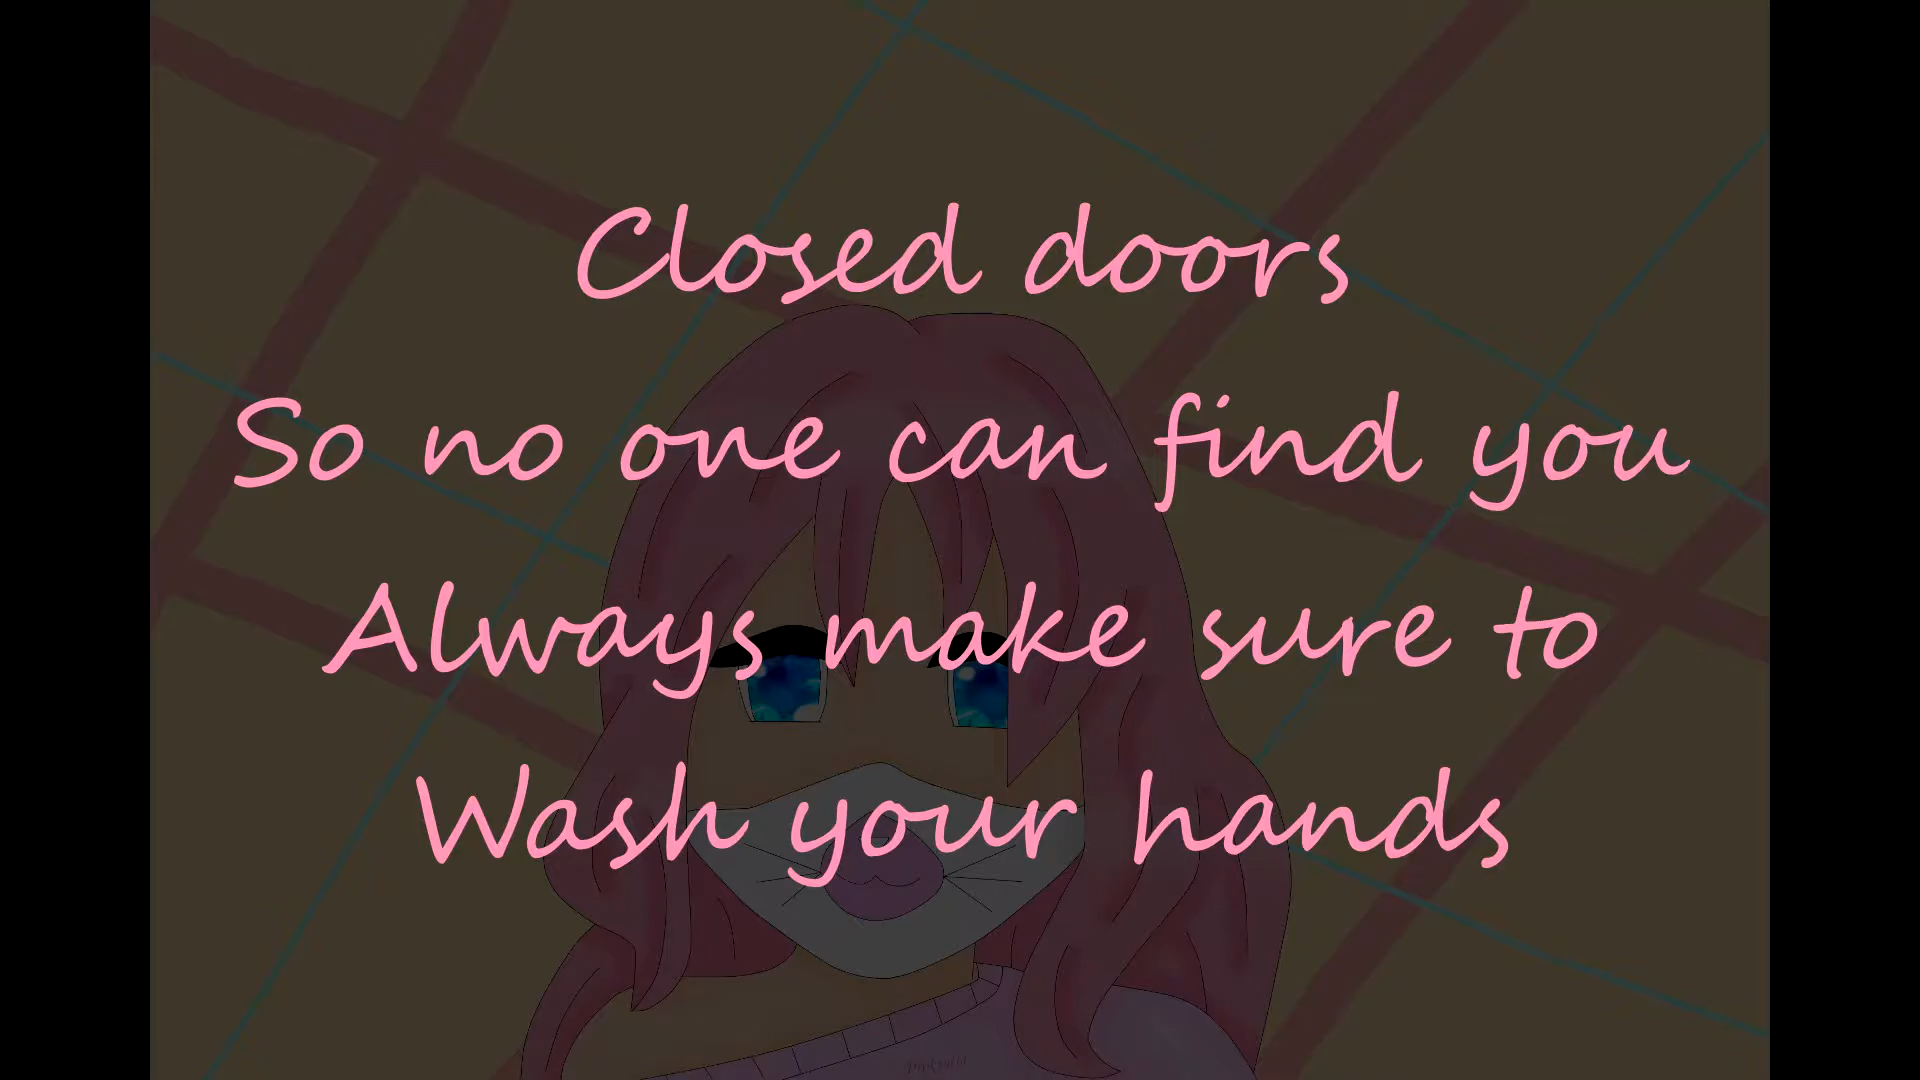 Closed doors
So no one can find you
Always make sure to
Wash your hands